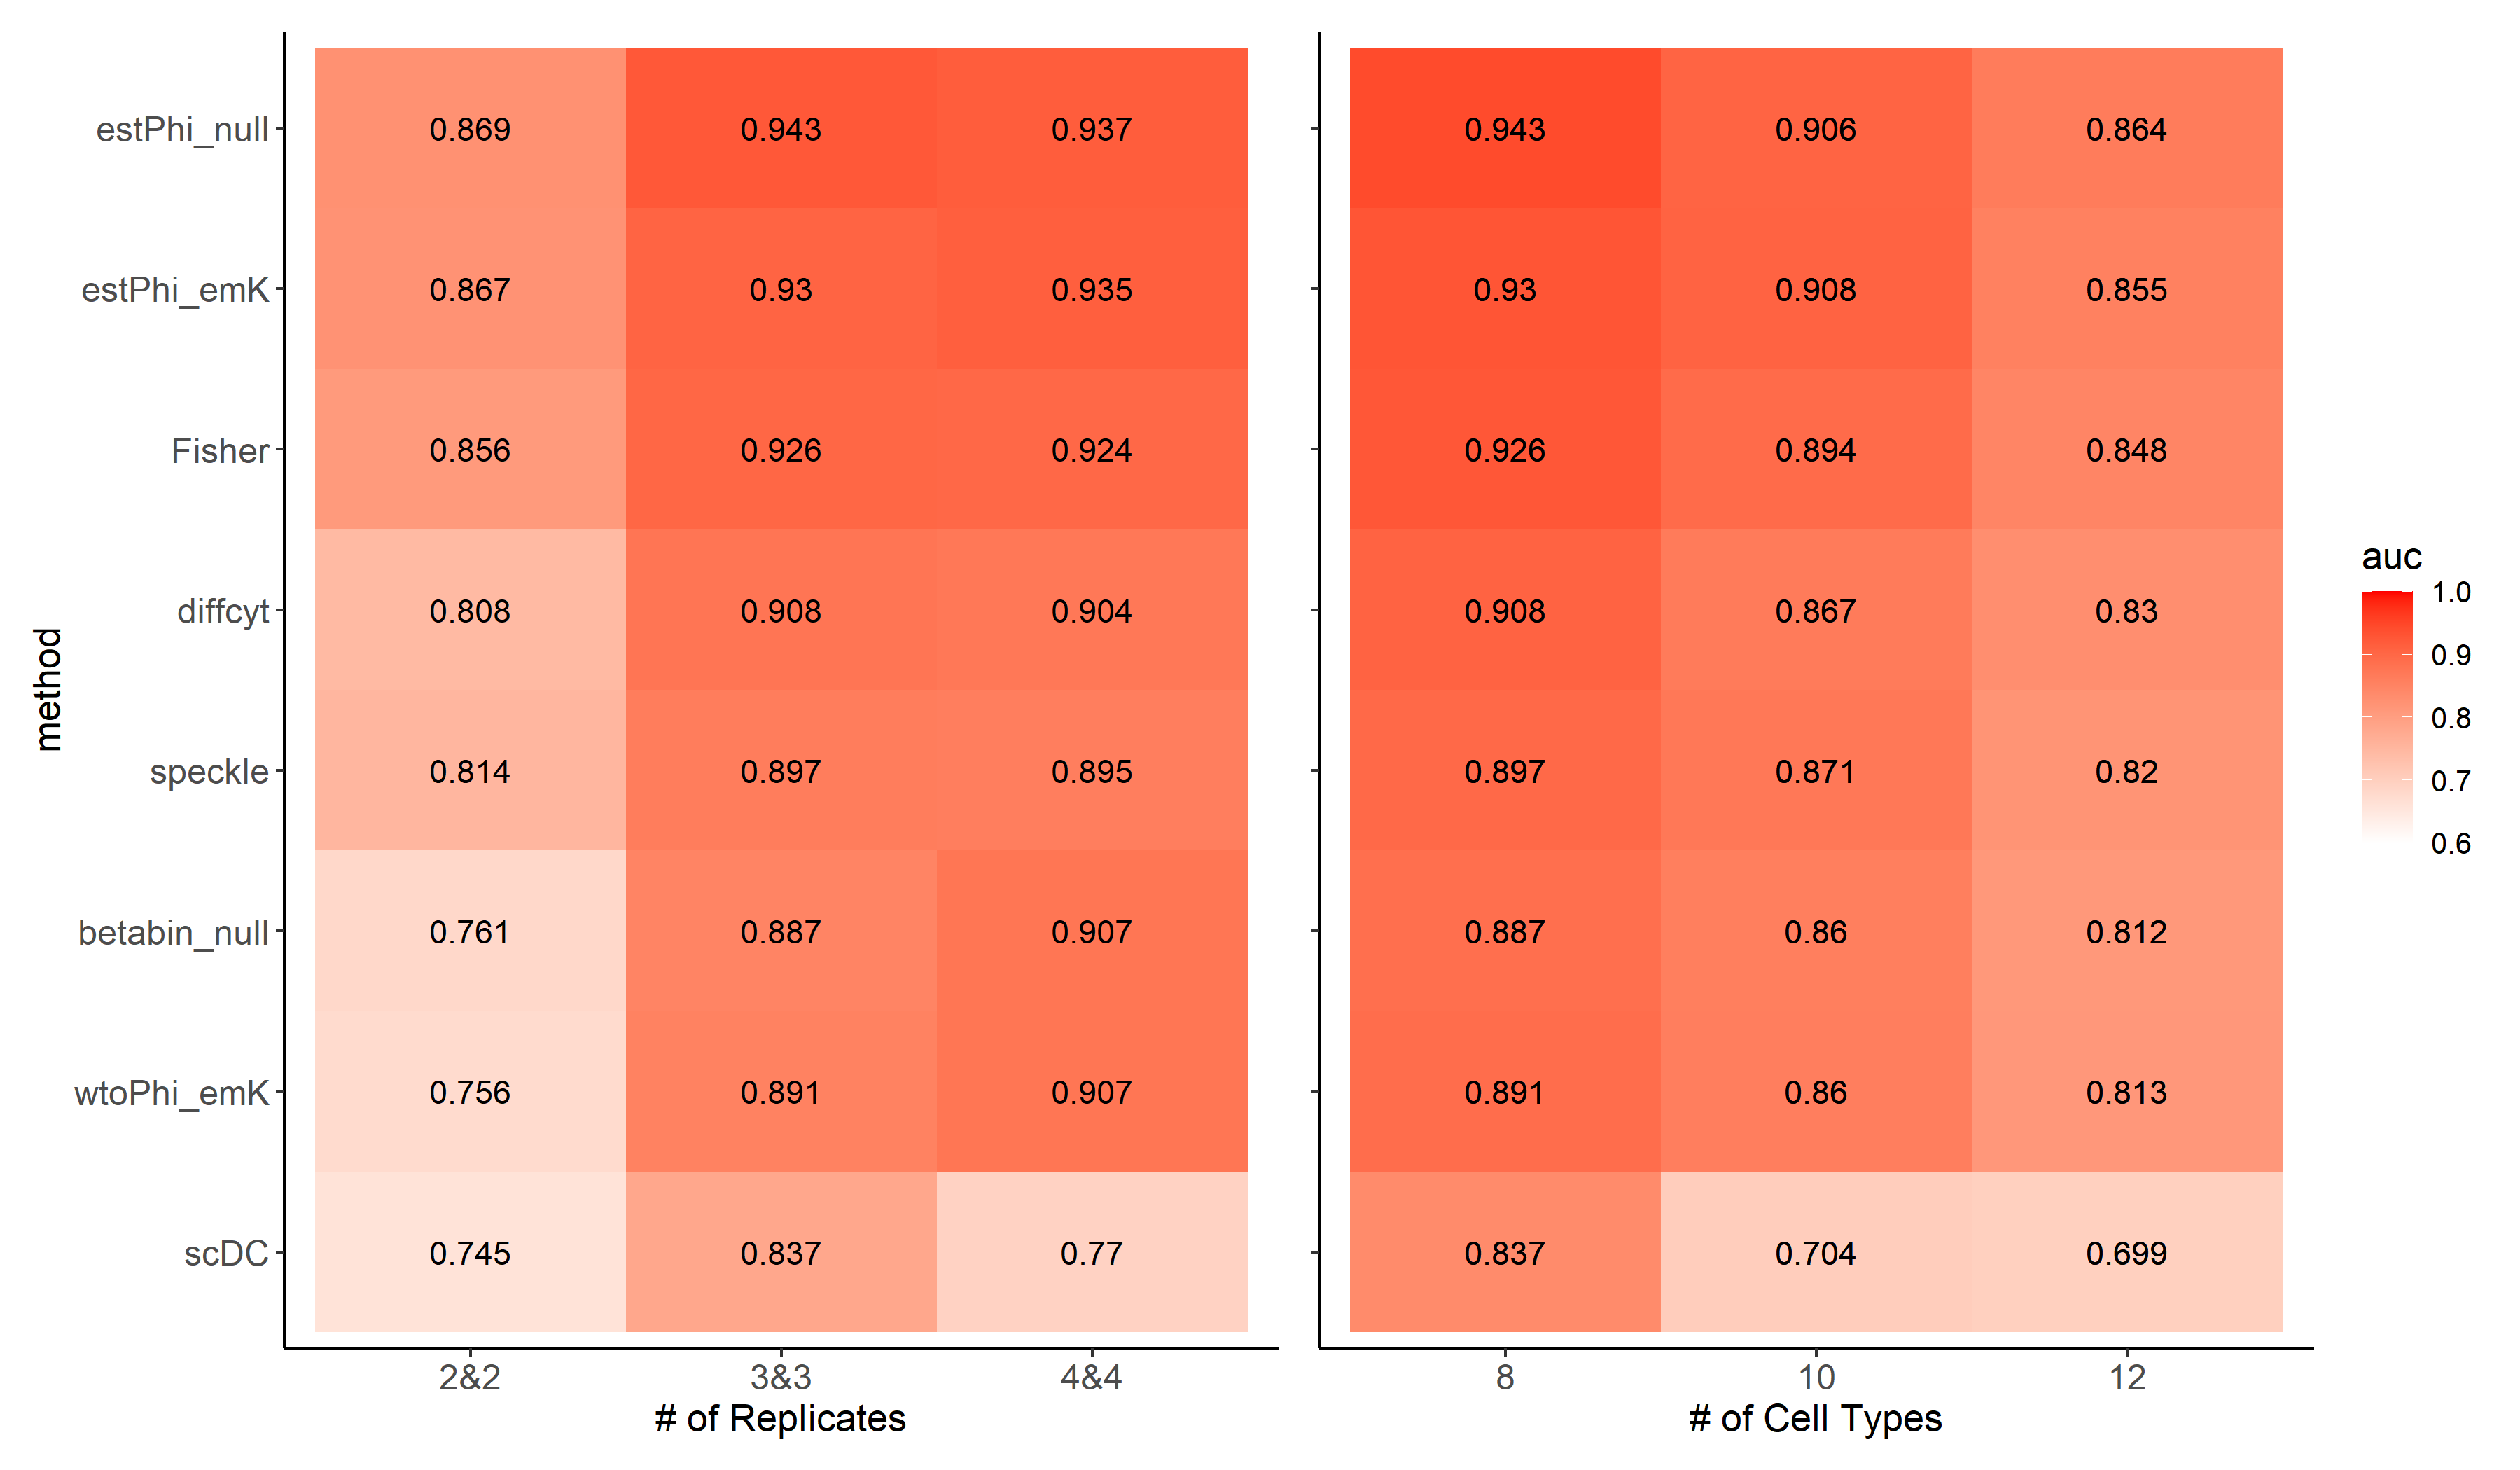 method
estPhi_null 0.869 0.943 0.937 0.943 0.906 0.864
estPhi_emK 0.867 0.93 0.935 0.93 0.908 0.855
Fisher 0.856 0.926 0.924 0.926 0.894 0.848
diffcyt 0.808 0.908 0.904 0.908 0.867 0.83
speckle 0.814 0.897 0.895 0.897 0.871 0.82
betabin_null 0.761 0.887 0.907 0.887 0.86 0.812
wtoPhi_emK 0.756 0.891 0.907 0.891 0.86 0.813
scDC 0.745 0.837 0.77 0.837 0.704 0.699
2&2 3&3 4&4 8 10 12
# of Replicates # of Cell Types
auc
1.0
0.9
0.8
0.7
0.6